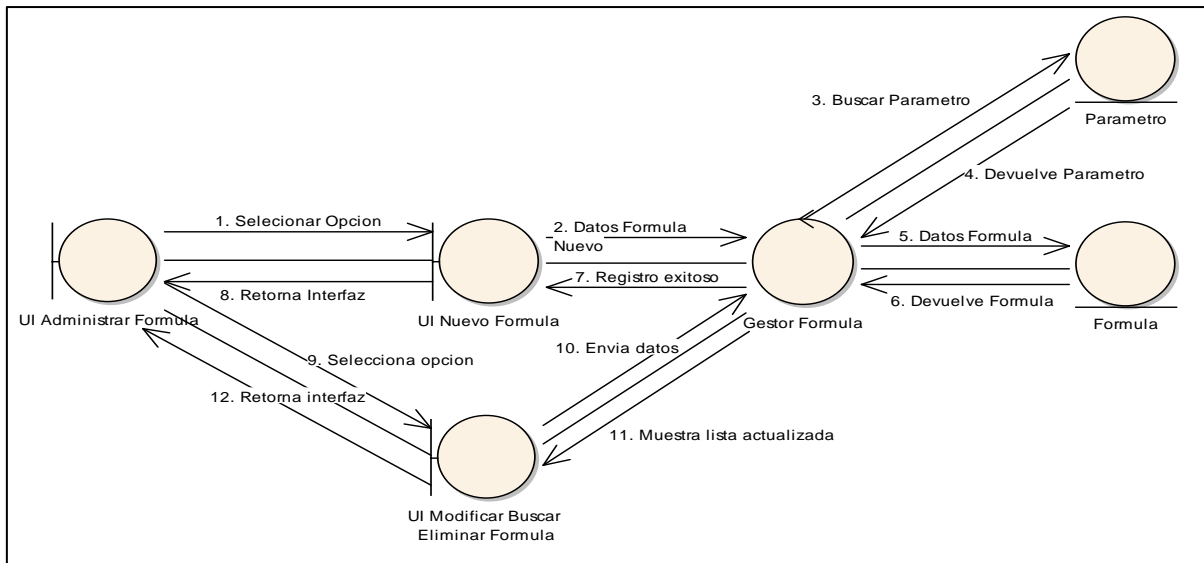 3. Buscar Parametro
Parametro
4. Devuelve Parametro
1. Selecionar Opcion
2. Datos Formula
Nuevo
5. Datos Formula
7. Registro exitoso
8. Retorna Interfaz
6. Devuelve Formula
UI Administrar Formula
UI Nuevo Formula
Gestor Formula
Formula
10. Envia datos
9. Selecciona opcion
12. Retorna interfaz
11. Muestra lista actualizada
UI Modificar Buscar
Eliminar Formula